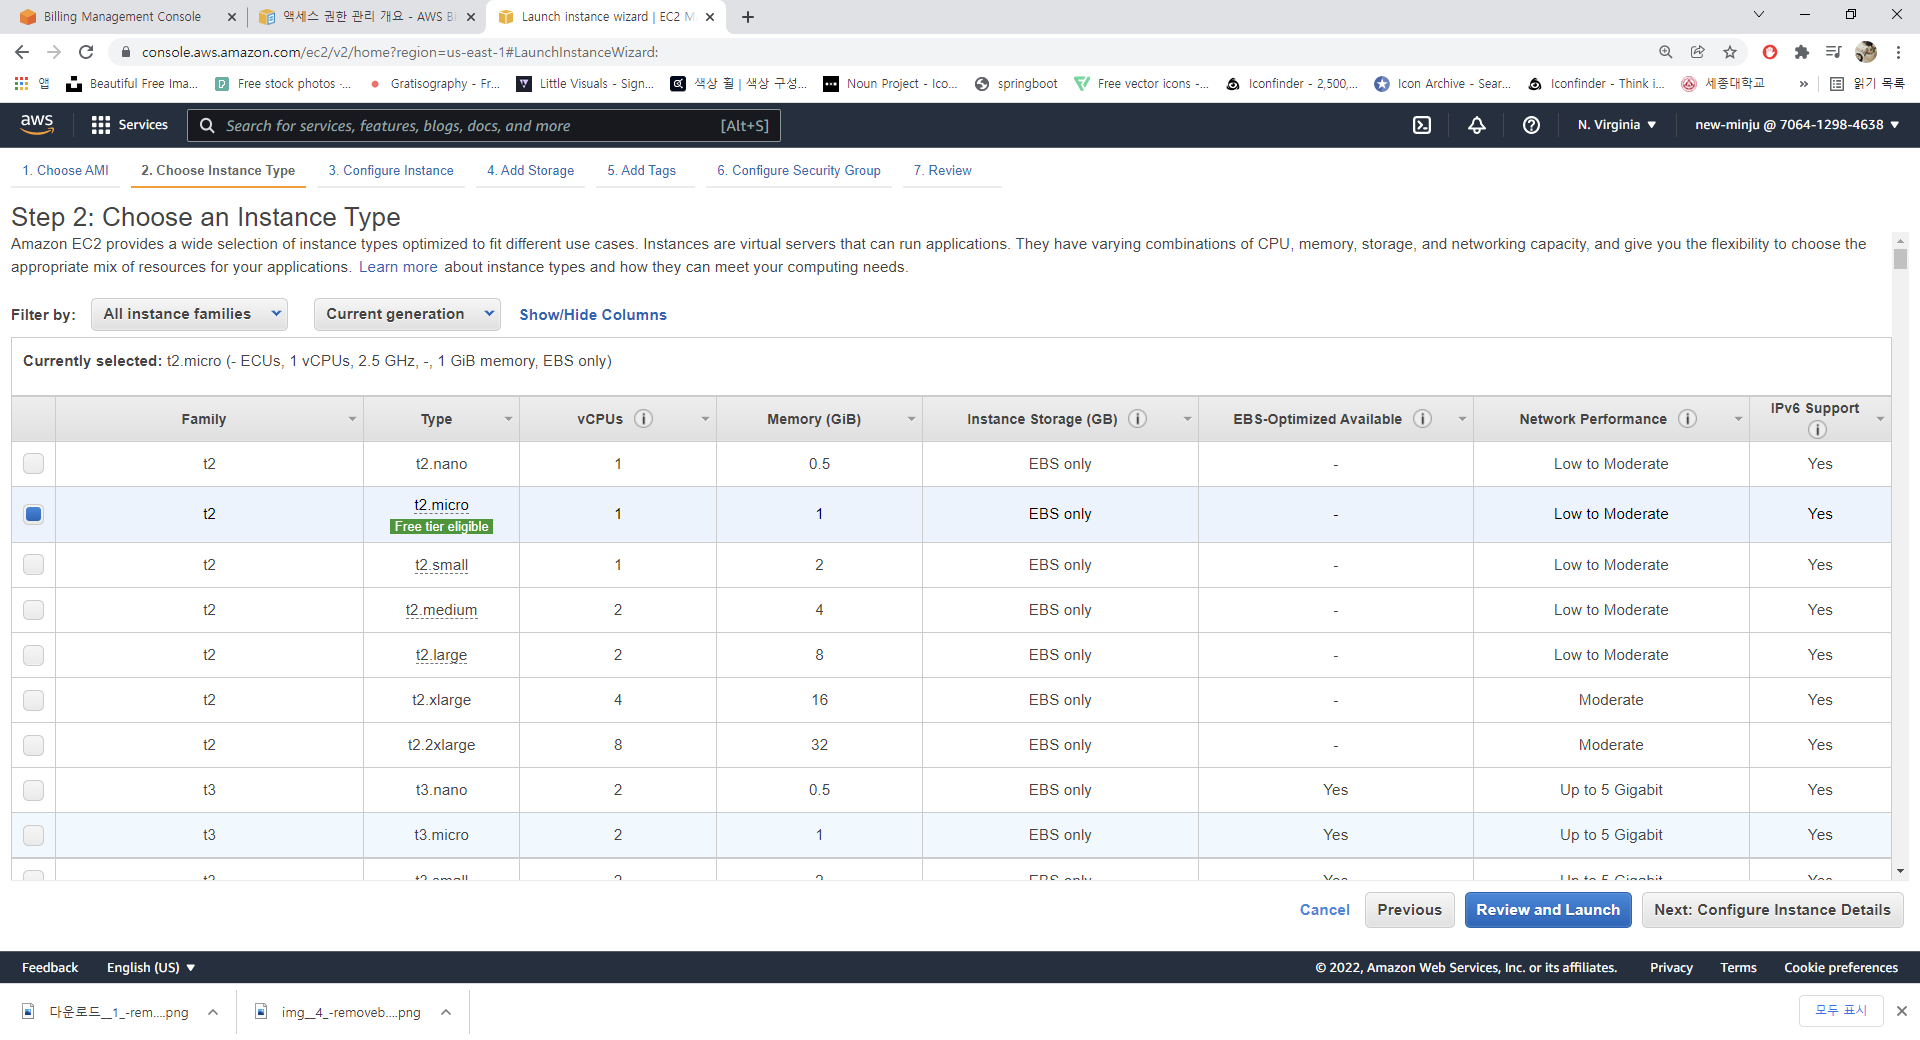 Billing Management Console
액세스 권한 관리 개요 - AWS Bi
Launch instance wizard | EC2 M
console.aws.amazon.com/ec2/v2/home?region=us-east-1#LaunchInstanceWizard:
앱
Beautiful Free Ima...
Free stock photos -...
Gratisography - Fr...
Little Visuals - Sign...
색상 휠 | 색상 구성...
Noun Project - Ico...
springboot
Free vector icons -...
Iconfinder - 2,500,...
Icon Archive - Sear...
Iconfinder - Think i...
세종대학교
»
읽기 목록
aws
Services
Search for services, features, blogs, docs, and more
[Alt+S]
N. Virginia
new-minju @ 7064-1298-4638
1. Choose AMI
2. Choose Instance Type
3. Configure Instance
4. Add Storage
5. Add Tags
6. Configure Security Group
7. Review
Step 2: Choose an Instance Type
Amazon EC2 provides a wide selection of instance types optimized to fit different use cases. Instances are virtual servers that can run applications. They have varying combinations of CPU, memory, storage, and networking capacity, and give you the flexibility to choose the
appropriate mix of resources for your applications. Learn more about instance types and how they can meet your computing needs.
Filter by: All instance families Current generation Show/Hide Columns
Currently selected: t2.micro (- ECUs, 1 vCPUs, 2.5 GHz, -, 1 GiB memory, EBS only)
Family Type vCPUs Memory (GiB) Instance Storage (GB) EBS-Optimized Available Network Performance IPv6 Support
t2 t2.nano 1 0.5 EBS only - Low to Moderate Yes
t2 t2.micro 1 1 EBS only - Low to Moderate Yes
Free tier eligible
t2 t2.small 1 2 EBS only - Low to Moderate Yes
t2 t2.medium 2 4 EBS only - Low to Moderate Yes
t2 t2.large 2 8 EBS only - Low to Moderate Yes
t2 t2.xlarge 4 16 EBS only - Moderate Yes
t2 t2.2xlarge 8 32 EBS only - Moderate Yes
t3 t3.nano 2 0.5 EBS only Yes Up to 5 Gigabit Yes
t3 t3.micro 2 1 EBS only Yes Up to 5 Gigabit Yes
t3 t3.small 2 2 EBS only Yes Up to 5 Gigabit Yes
Cancel Previous Review and Launch Next: Configure Instance Details
Feedback English (US)
© 2022, Amazon Web Services, Inc. or its affiliates. Privacy Terms Cookie preferences
다운로드__1_-rem....png
img__4_-removeb....png
모두 표시